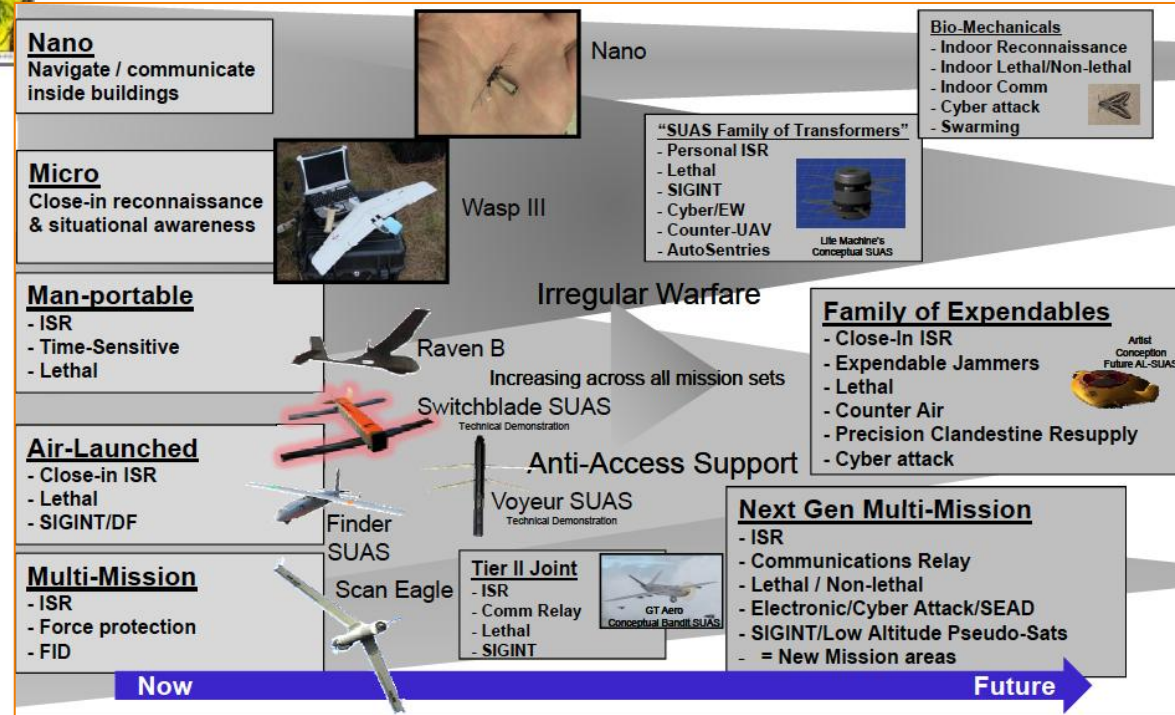 Nano
Navigate / communicate
inside buildings
Nano
Bio-Mechanicals
- Indoor Reconnaissance
- Indoor Lethal/Non-lethal
- Indoor Comm
- Cyber attack
- Swarming
Micro
Close-in reconnaissance
& situational awareness
Wasp III
“SUAS Family of Transformers”
- Personal ISR
- Lethal
- SIGINT
- Cyber/EW
- Counter-UAV
- AutoSentries
Lite Machine's
Conceptual SUAS
Man-portable
- ISR
- Time-Sensitive
- Lethal
Raven B
Irregular Warfare
Increasing across all mission sets
Switchblade SUAS
Technical Demonstration
Family of Expendables
- Close-In ISR
- Expendable Jammers
- Lethal
- Counter Air
- Precision Clandestine Resupply
- Cyber attack
Artist
Conception
Future AL-SUAS
Air-Launched
- Close-in ISR
- Lethal
- SIGINT/DF
Finder
SUAS
Anti-Access Support
Voyeur SUAS
Technical Demonstration
Multi-Mission
- ISR
- Force protection
- FID
Scan Eagle
Tier II Joint
- ISR
- Comm Relay
- Lethal
- SIGINT
GT Aero
Conceptual Bandit SUAS
Next Gen Multi-Mission
- ISR
- Communications Relay
- Lethal / Non-lethal
- Electronic/Cyber Attack/SEAD
- SIGINT/Low Altitude Pseudo-Sats
- = New Mission areas
Now
Future